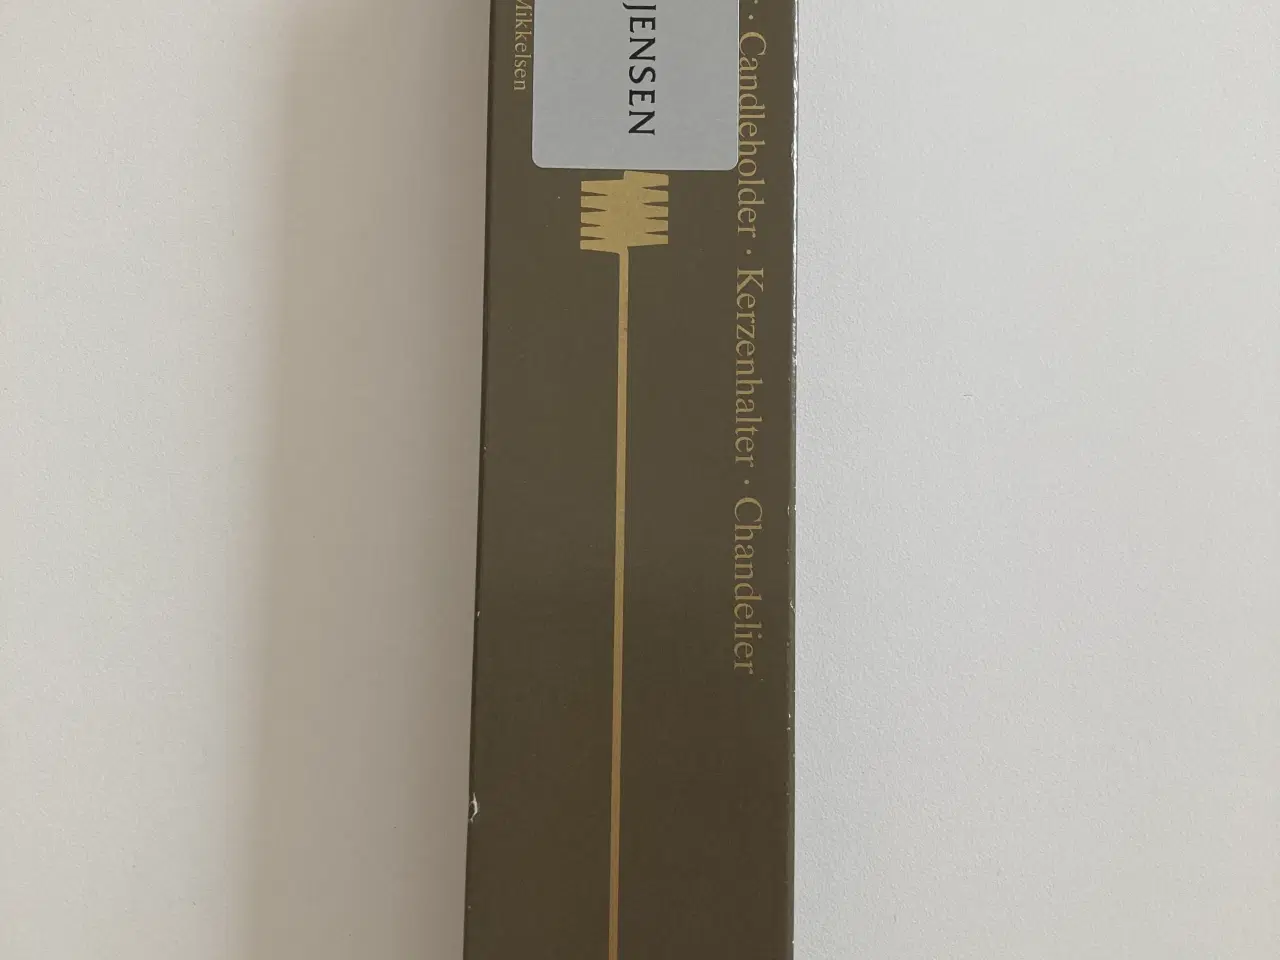 · Candleholder · Kerzenhalter · Chandelier
JENSEN
Mikkelsen